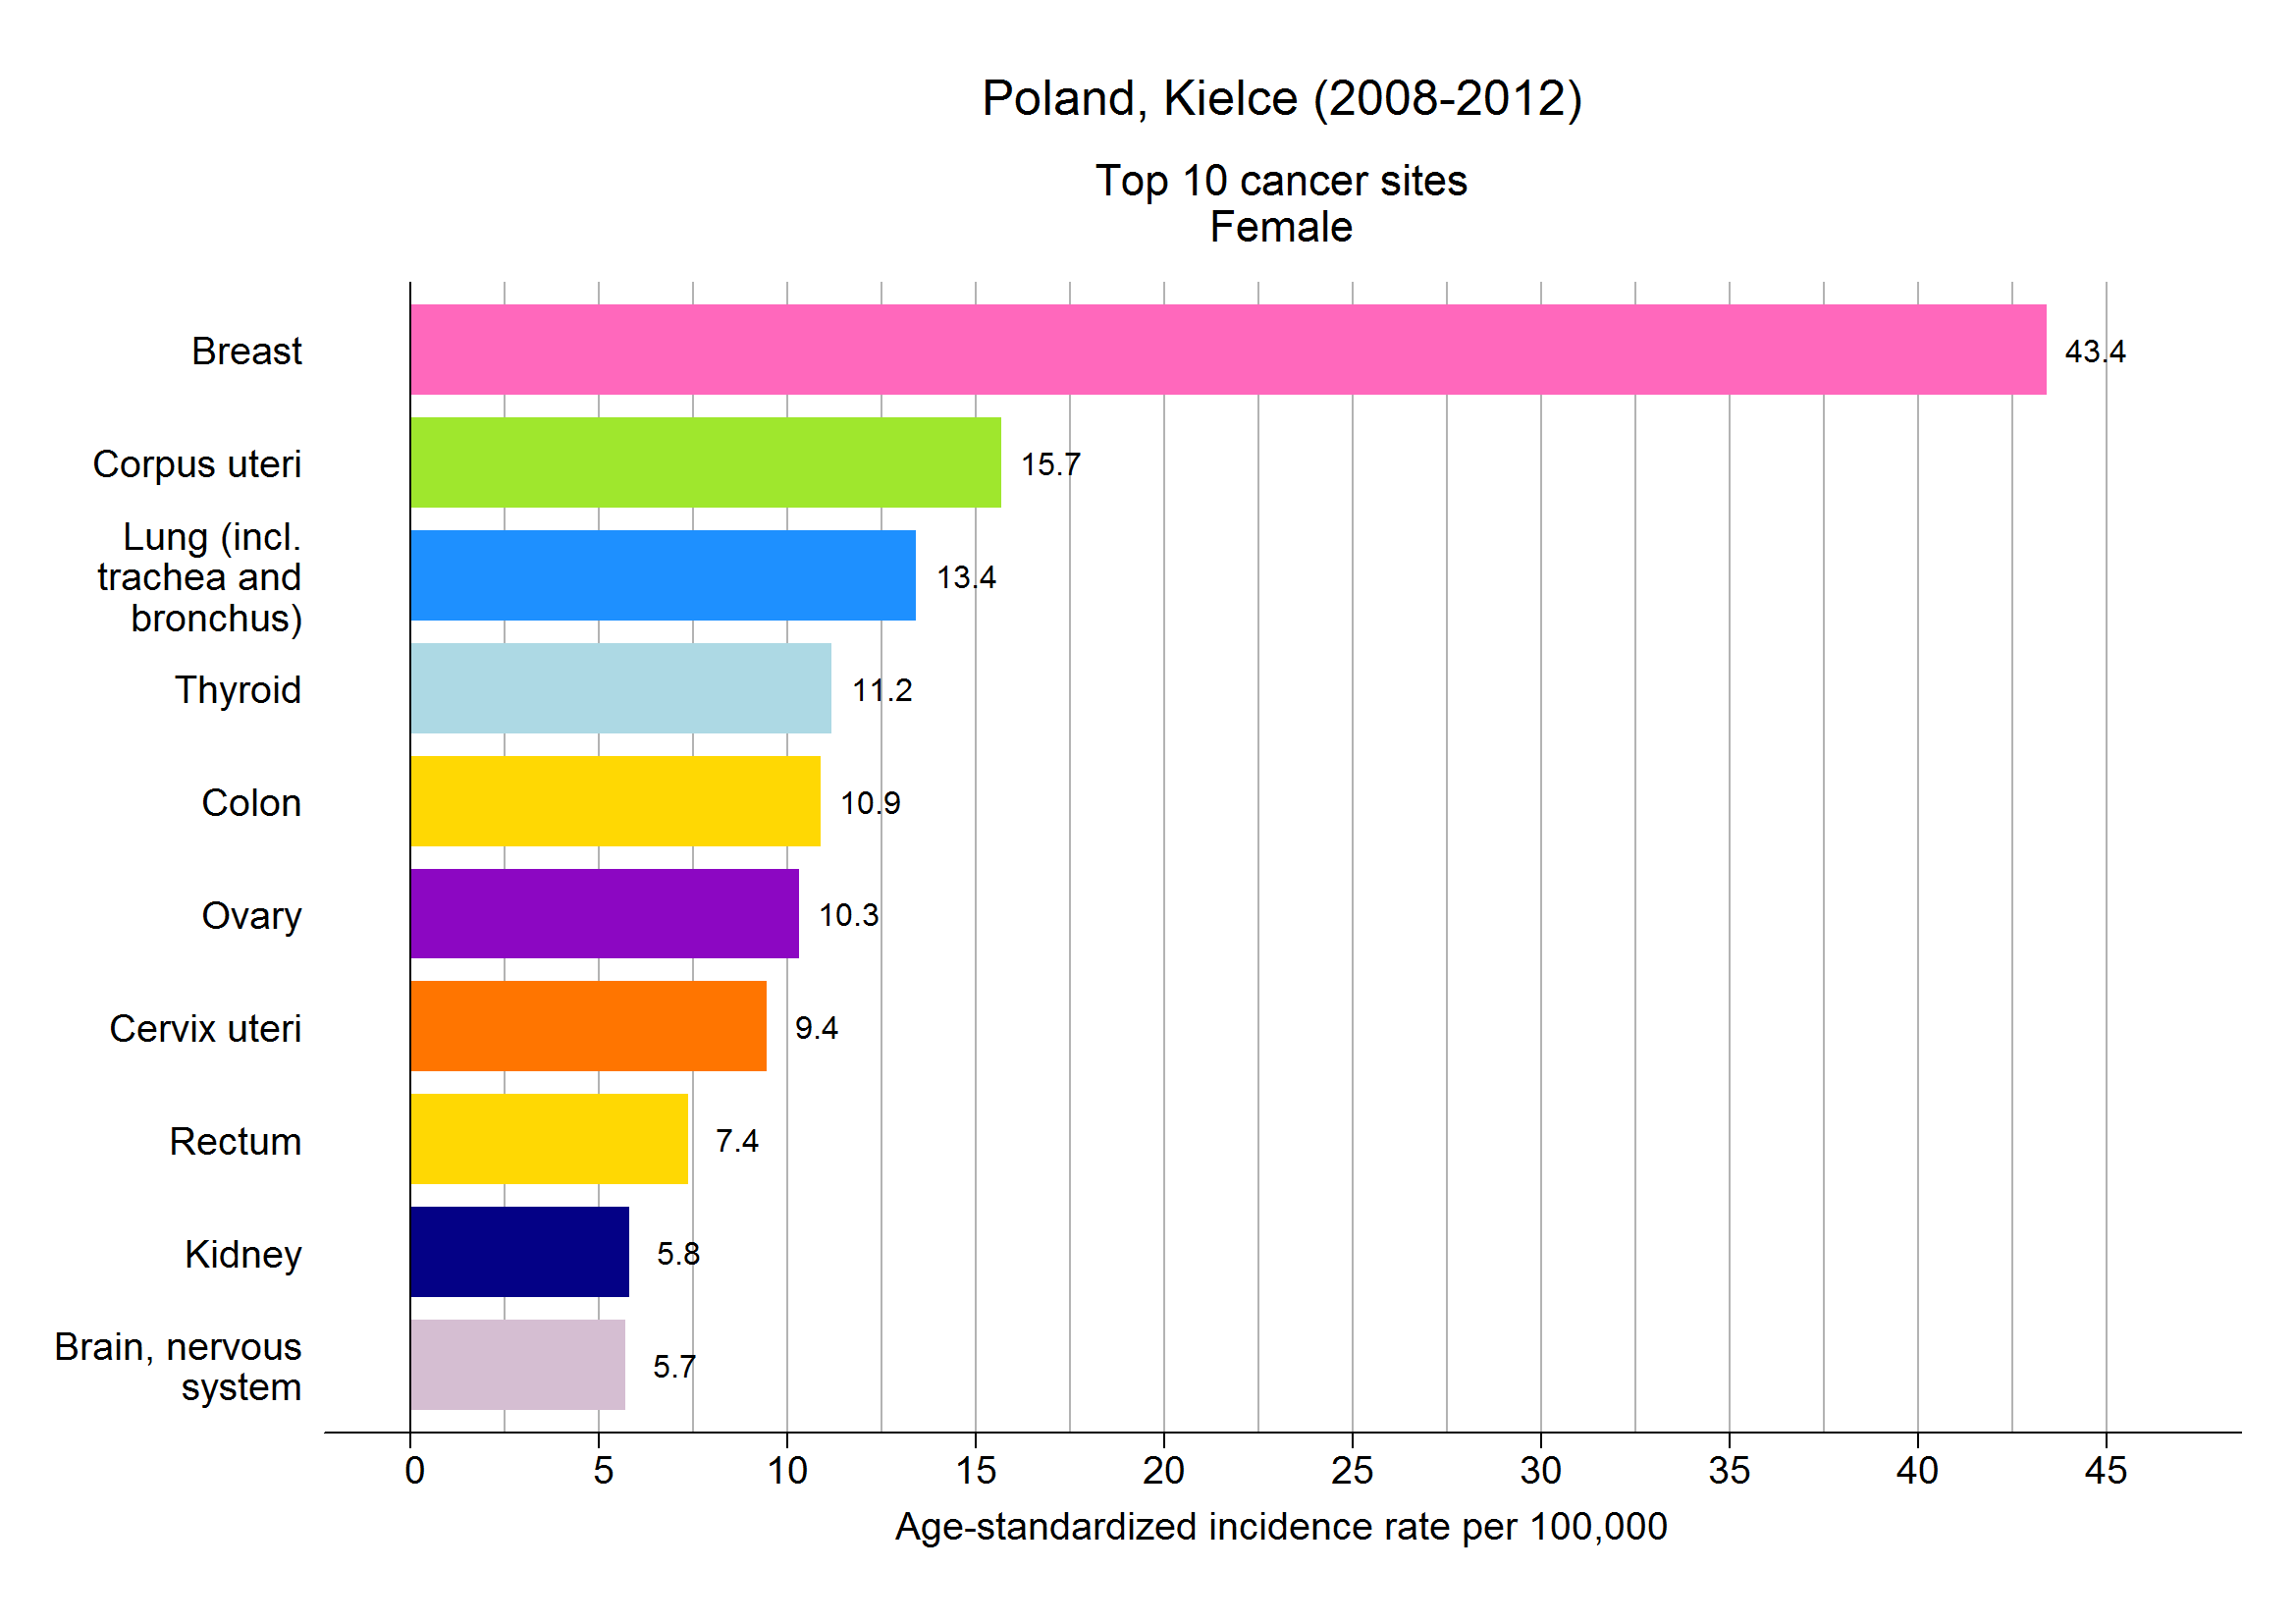 Poland, Kielce (2008-2012)
Top 10 cancer sites
Female
Breast
43.4
Corpus uteri
15.7
Lung (incl.
trachea and
bronchus)
13.4
Thyroid
11.2
Colon
10.9
Ovary
10.3
Cervix uteri
9.4
Rectum
7.4
Kidney
5.8
Brain, nervous
system
5.7
0 5 10 15 20 25 30 35 40 45
Age-standardized incidence rate per 100,000